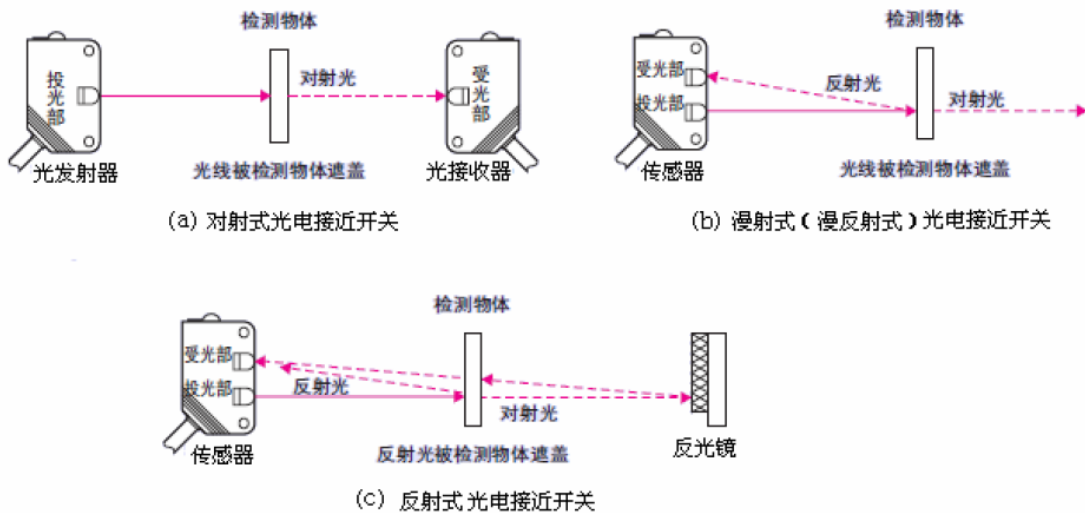 检测物体
投光部
对射光
受光部
光发射器
光线被检测物体遮盖
光接收器
(a) 对射式光电接近开关
检测物体
受光部
投光部
反射光
对射光
传感器
光线被检测物体遮盖
(b) 漫射式(漫反射式)光电接近开关
检测物体
受光部
投光部
反射光
对射光
传感器
反射光被检测物体遮盖
反光镜
(c) 反射式光电接近开关